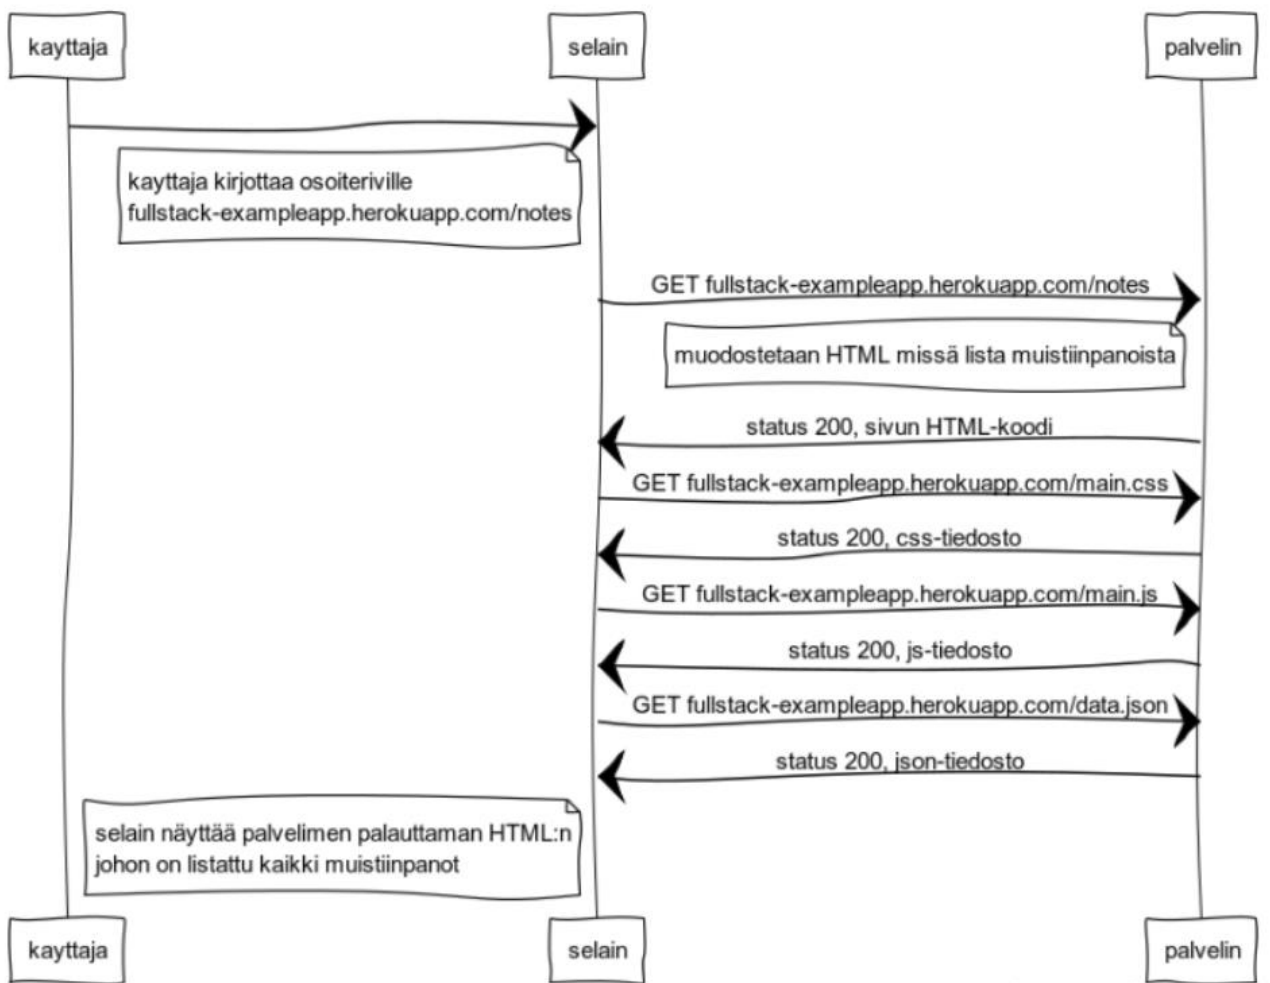 kayttaja
selain
palvelin
kayttaja kirjottaa osoiteriville
fullstack-exampleapp.herokuapp.com/notes
GET fullstack-exampleapp.herokuapp.com/notes
muodostetaan HTML missä lista muistiinpanoista
status 200, sivun HTML-koodi
GET fullstack-exampleapp.herokuapp.com/main.css
status 200, css-tiedosto
GET fullstack-exampleapp.herokuapp.com/main.js
status 200, js-tiedosto
GET fullstack-exampleapp.herokuapp.com/data.json
status 200, json-tiedosto
selain näyttää palvelimen palauttaman HTML:n
johon on listattu kaikki muistiinpanot
kayttaja
selain
palvelin